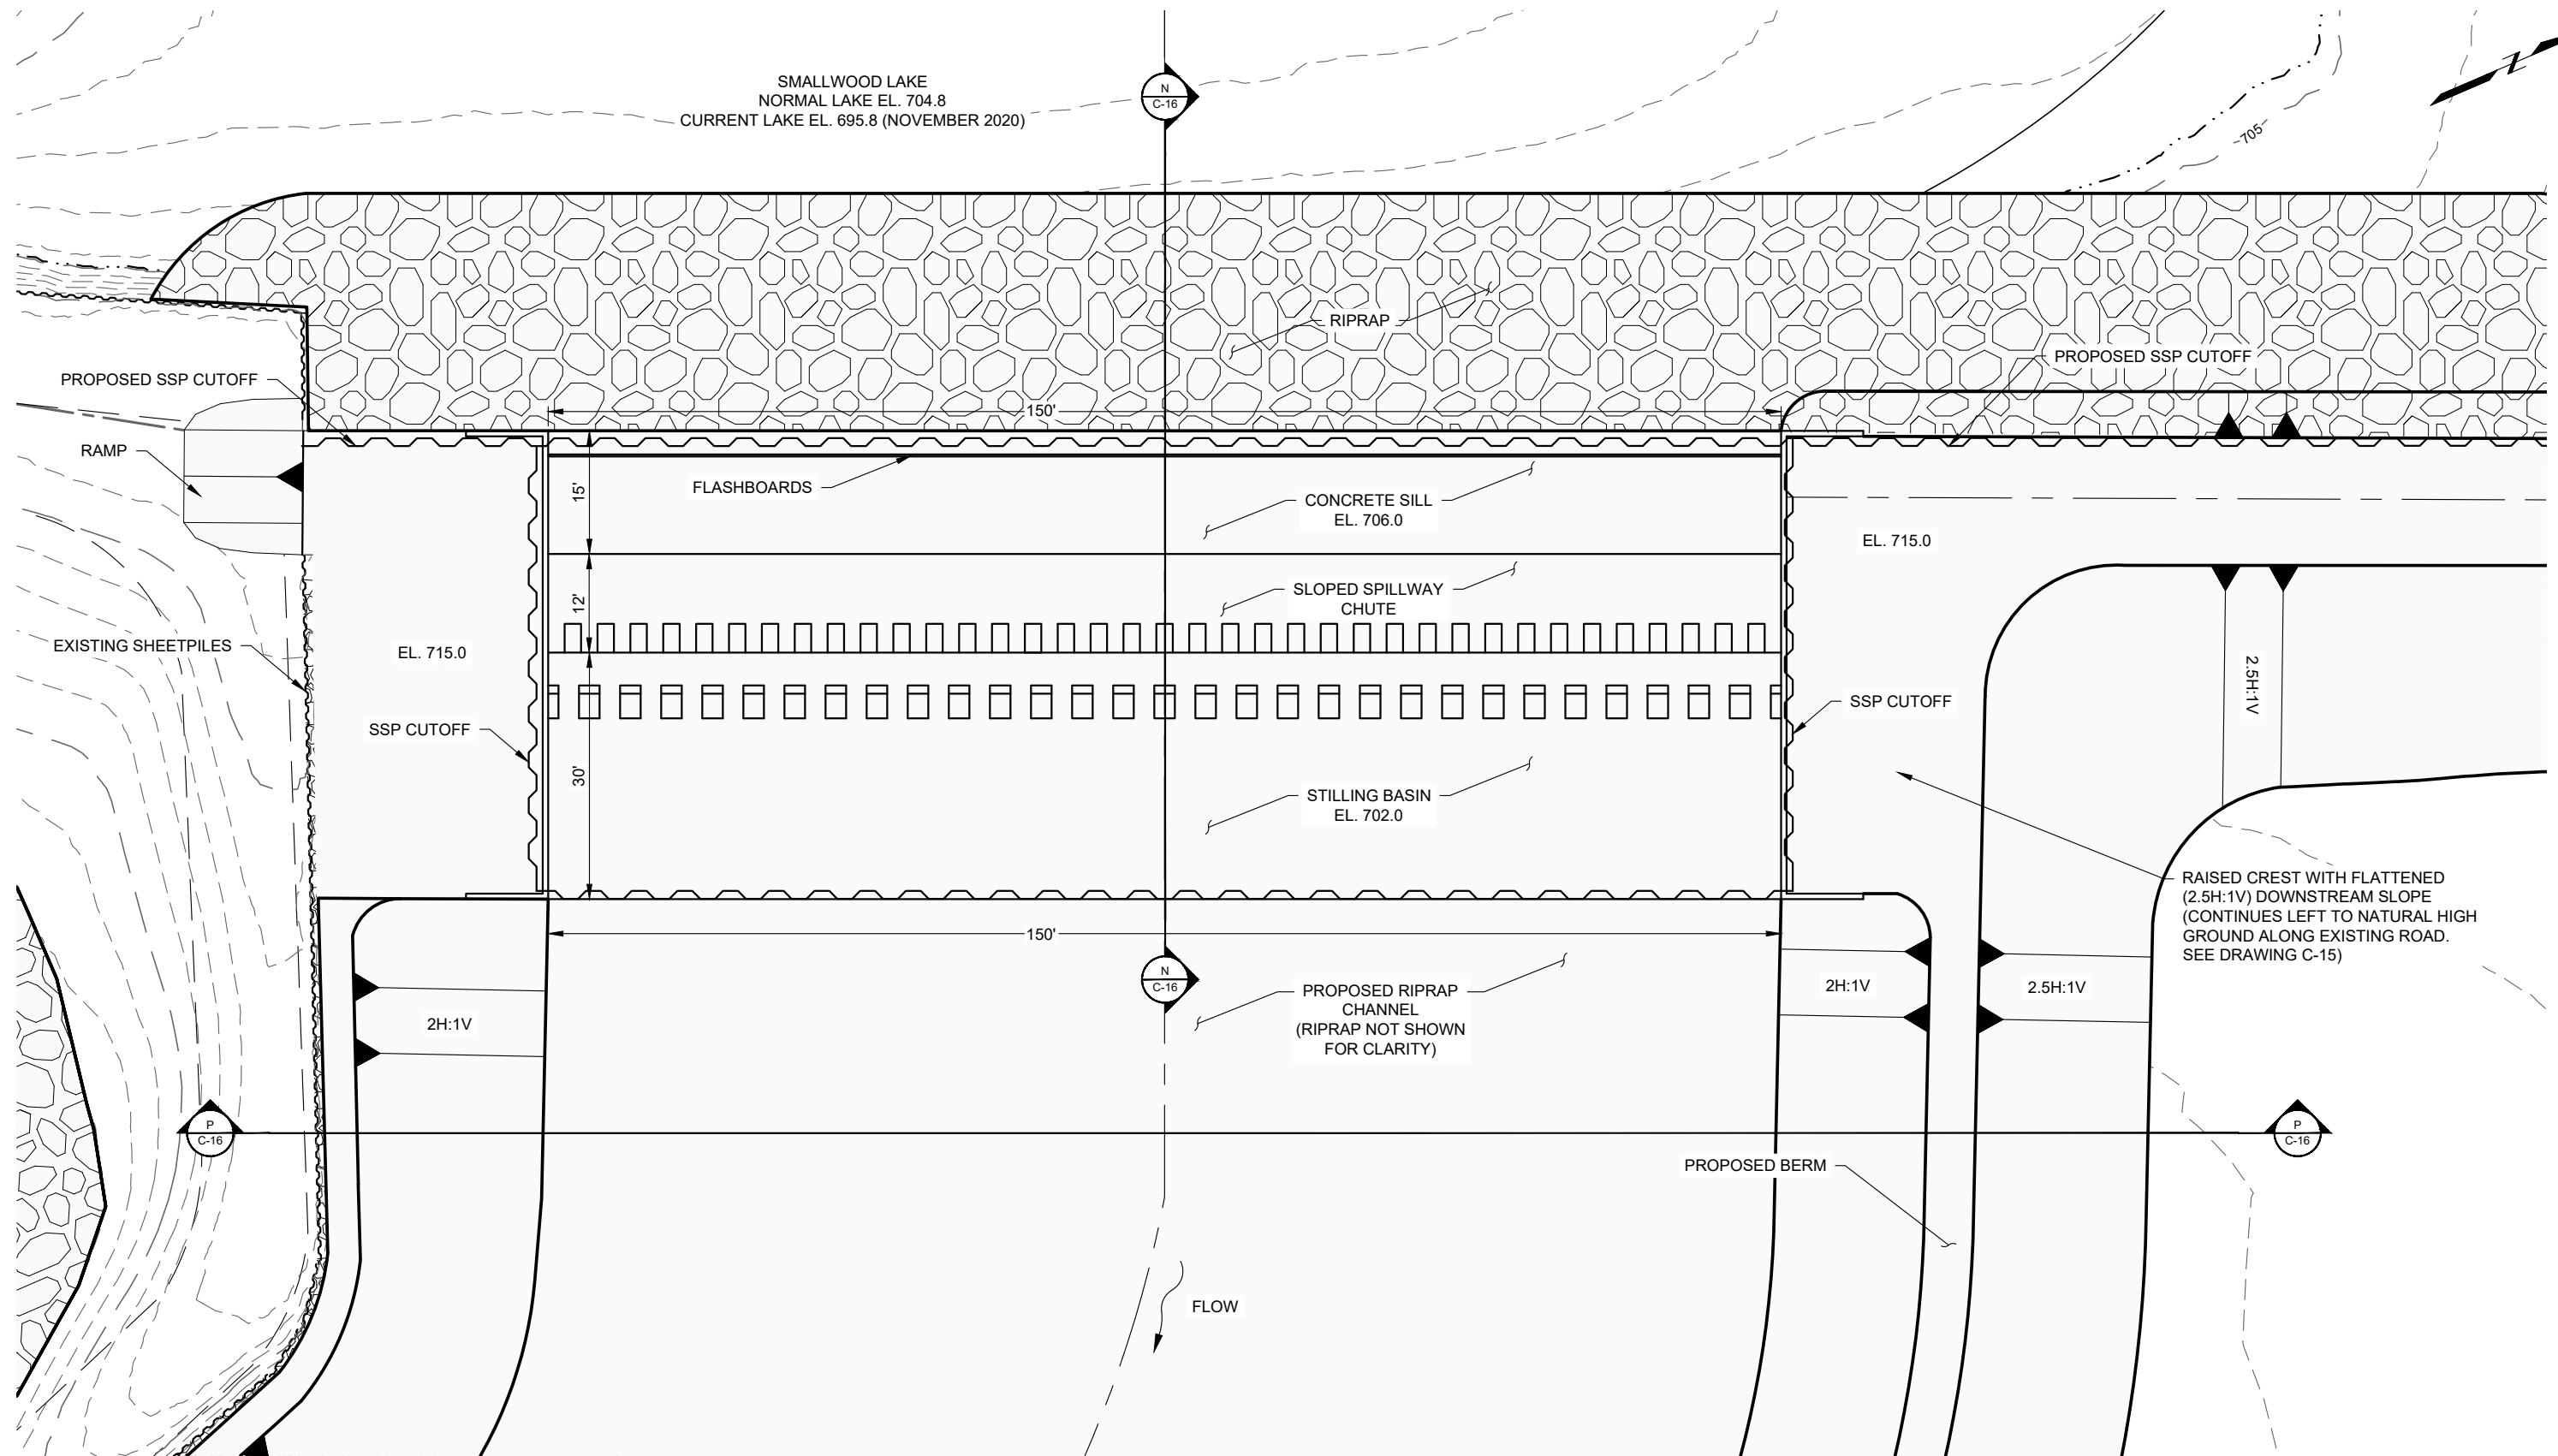 SMALLWOOD LAKE
NORMAL LAKE EL. 704.8
CURRENT LAKE EL. 695.8 (NOVEMBER 2020)
N
C-16
N
705
RIPRAP
PROPOSED SSP CUTOFF
PROPOSED SSP CUTOFF
150'
RAMP
15'
FLASHBOARDS
CONCRETE SILL
EL. 706.0
EL. 715.0
12'
SLOPED SPILLWAY
CHUTE
EXISTING SHEETPILES
EL. 715.0
2.5H:1V
SSP CUTOFF
SSP CUTOFF
30'
STILLING BASIN
EL. 702.0
RAISED CREST WITH FLATTENED
(2.5H:1V) DOWNSTREAM SLOPE
(CONTINUES LEFT TO NATURAL HIGH
GROUND ALONG EXISTING ROAD.
SEE DRAWING C-15)
150'
N
C-16
PROPOSED RIPRAP
CHANNEL
(RIPRAP NOT SHOWN
FOR CLARITY)
2H:1V
2.5H:1V
2H:1V
P
C-16
P
C-16
PROPOSED BERM
FLOW